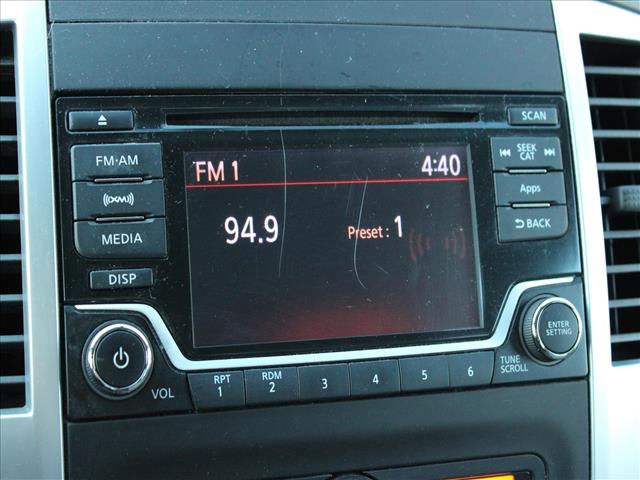 SCAN
FM·AM
SEEK
CAT
((XM))
Apps
MEDIA
BACK
DISP
FM 1
4:40
94.9
Preset : 1
VOL
RPT
1
RDM
2
3
4
5
6
TUNE
SCROLL
ENTER
SETTING